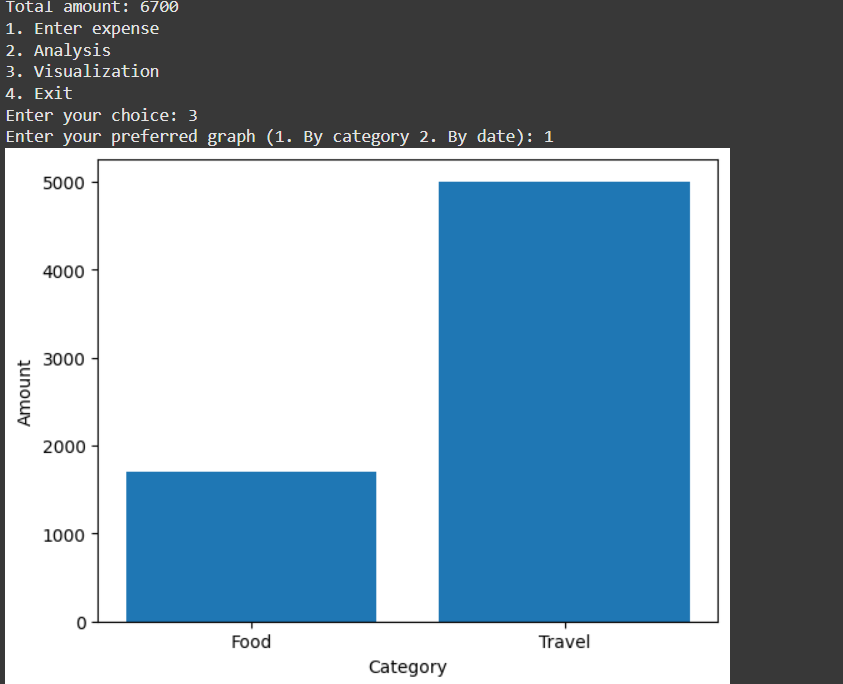 Total amount: 6700
1. Enter expense
2. Analysis
3. Visualization
4. Exit
Enter your choice: 3
Enter your preferred graph (1. By category 2. By date): 1
5000
4000
3000
2000
1000
0
Amount
Food Travel
Category